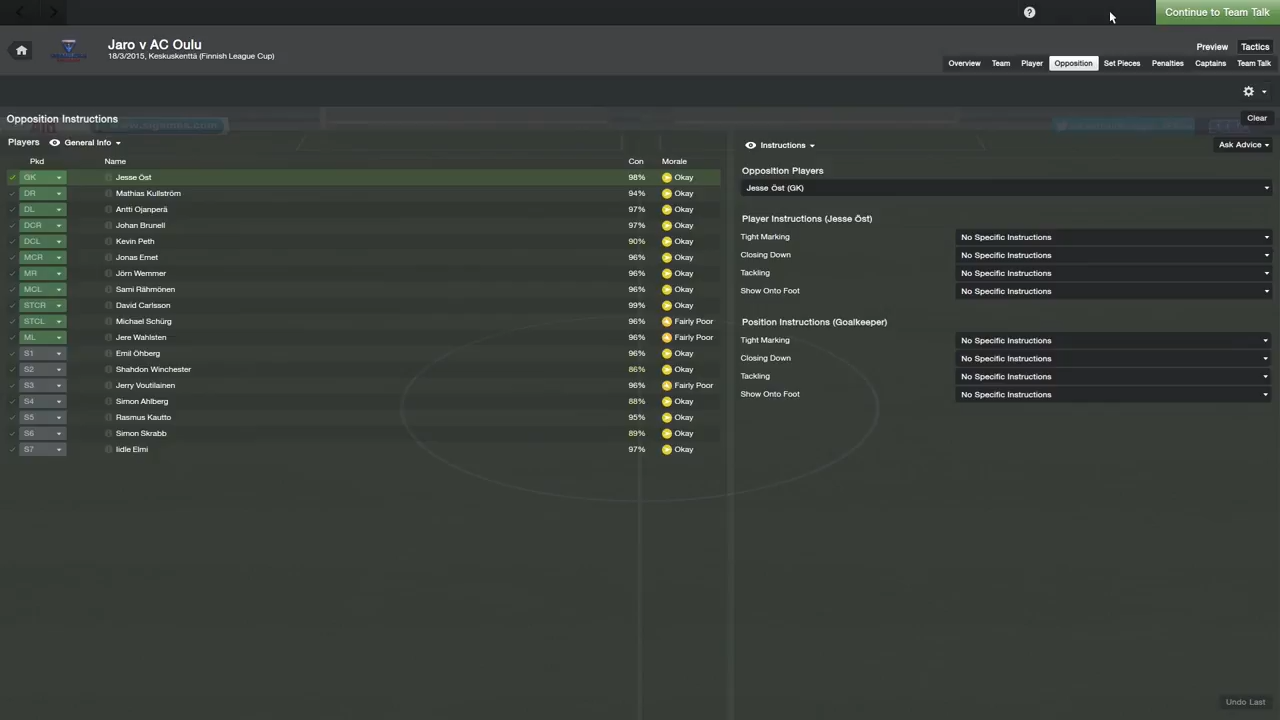 Continue to Team Talk
Jaro v AC Oulu
18/3/2015, Keskuskenttä (Finnish League Cup)
Preview Tactics
Overview Team Player Opposition Set Pieces Penalties Captains Team Talk
Opposition Instructions
Clear
Players General Info
Instructions
Ask Advice
Pkd Name Con Morale
GK Jesse Öst 98% Okay
DR Mathias Kullström 94% Okay
DL Antti Ojanperä 97% Okay
DCR Johan Brunell 97% Okay
DCL Kevin Peth 90% Okay
MCR Jonas Emet 96% Okay
MR Jörn Wemmer 96% Okay
MCL Sami Rähmönen 96% Okay
STCR David Carlsson 99% Okay
STCL Michael Schürg 96% Fairly Poor
ML Jere Wahlsten 96% Fairly Poor
S1 Emil Öhberg 96% Okay
S2 Shahdon Winchester 86% Okay
S3 Jerry Voutilainen 96% Fairly Poor
S4 Simon Ahlberg 88% Okay
S5 Rasmus Kautto 95% Okay
S6 Simon Skrabb 89% Okay
S7 Iidle Elmi 97% Okay
Opposition Players
Jesse Öst (GK)
Player Instructions (Jesse Öst)
Tight Marking No Specific Instructions
Closing Down No Specific Instructions
Tackling No Specific Instructions
Show Onto Foot No Specific Instructions
Position Instructions (Goalkeeper)
Tight Marking No Specific Instructions
Closing Down No Specific Instructions
Tackling No Specific Instructions
Show Onto Foot No Specific Instructions
Undo Last